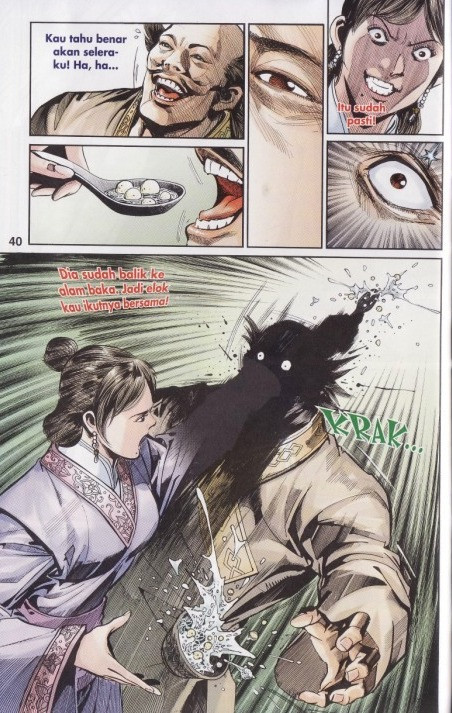 Kau tahu benar
akan selera-
ku! Ha, ha...
Itu sudah
pasti!
40
Dia sudah balik ke
alam baka. Jadi elok
kau ikutnya bersama!
KRAK...